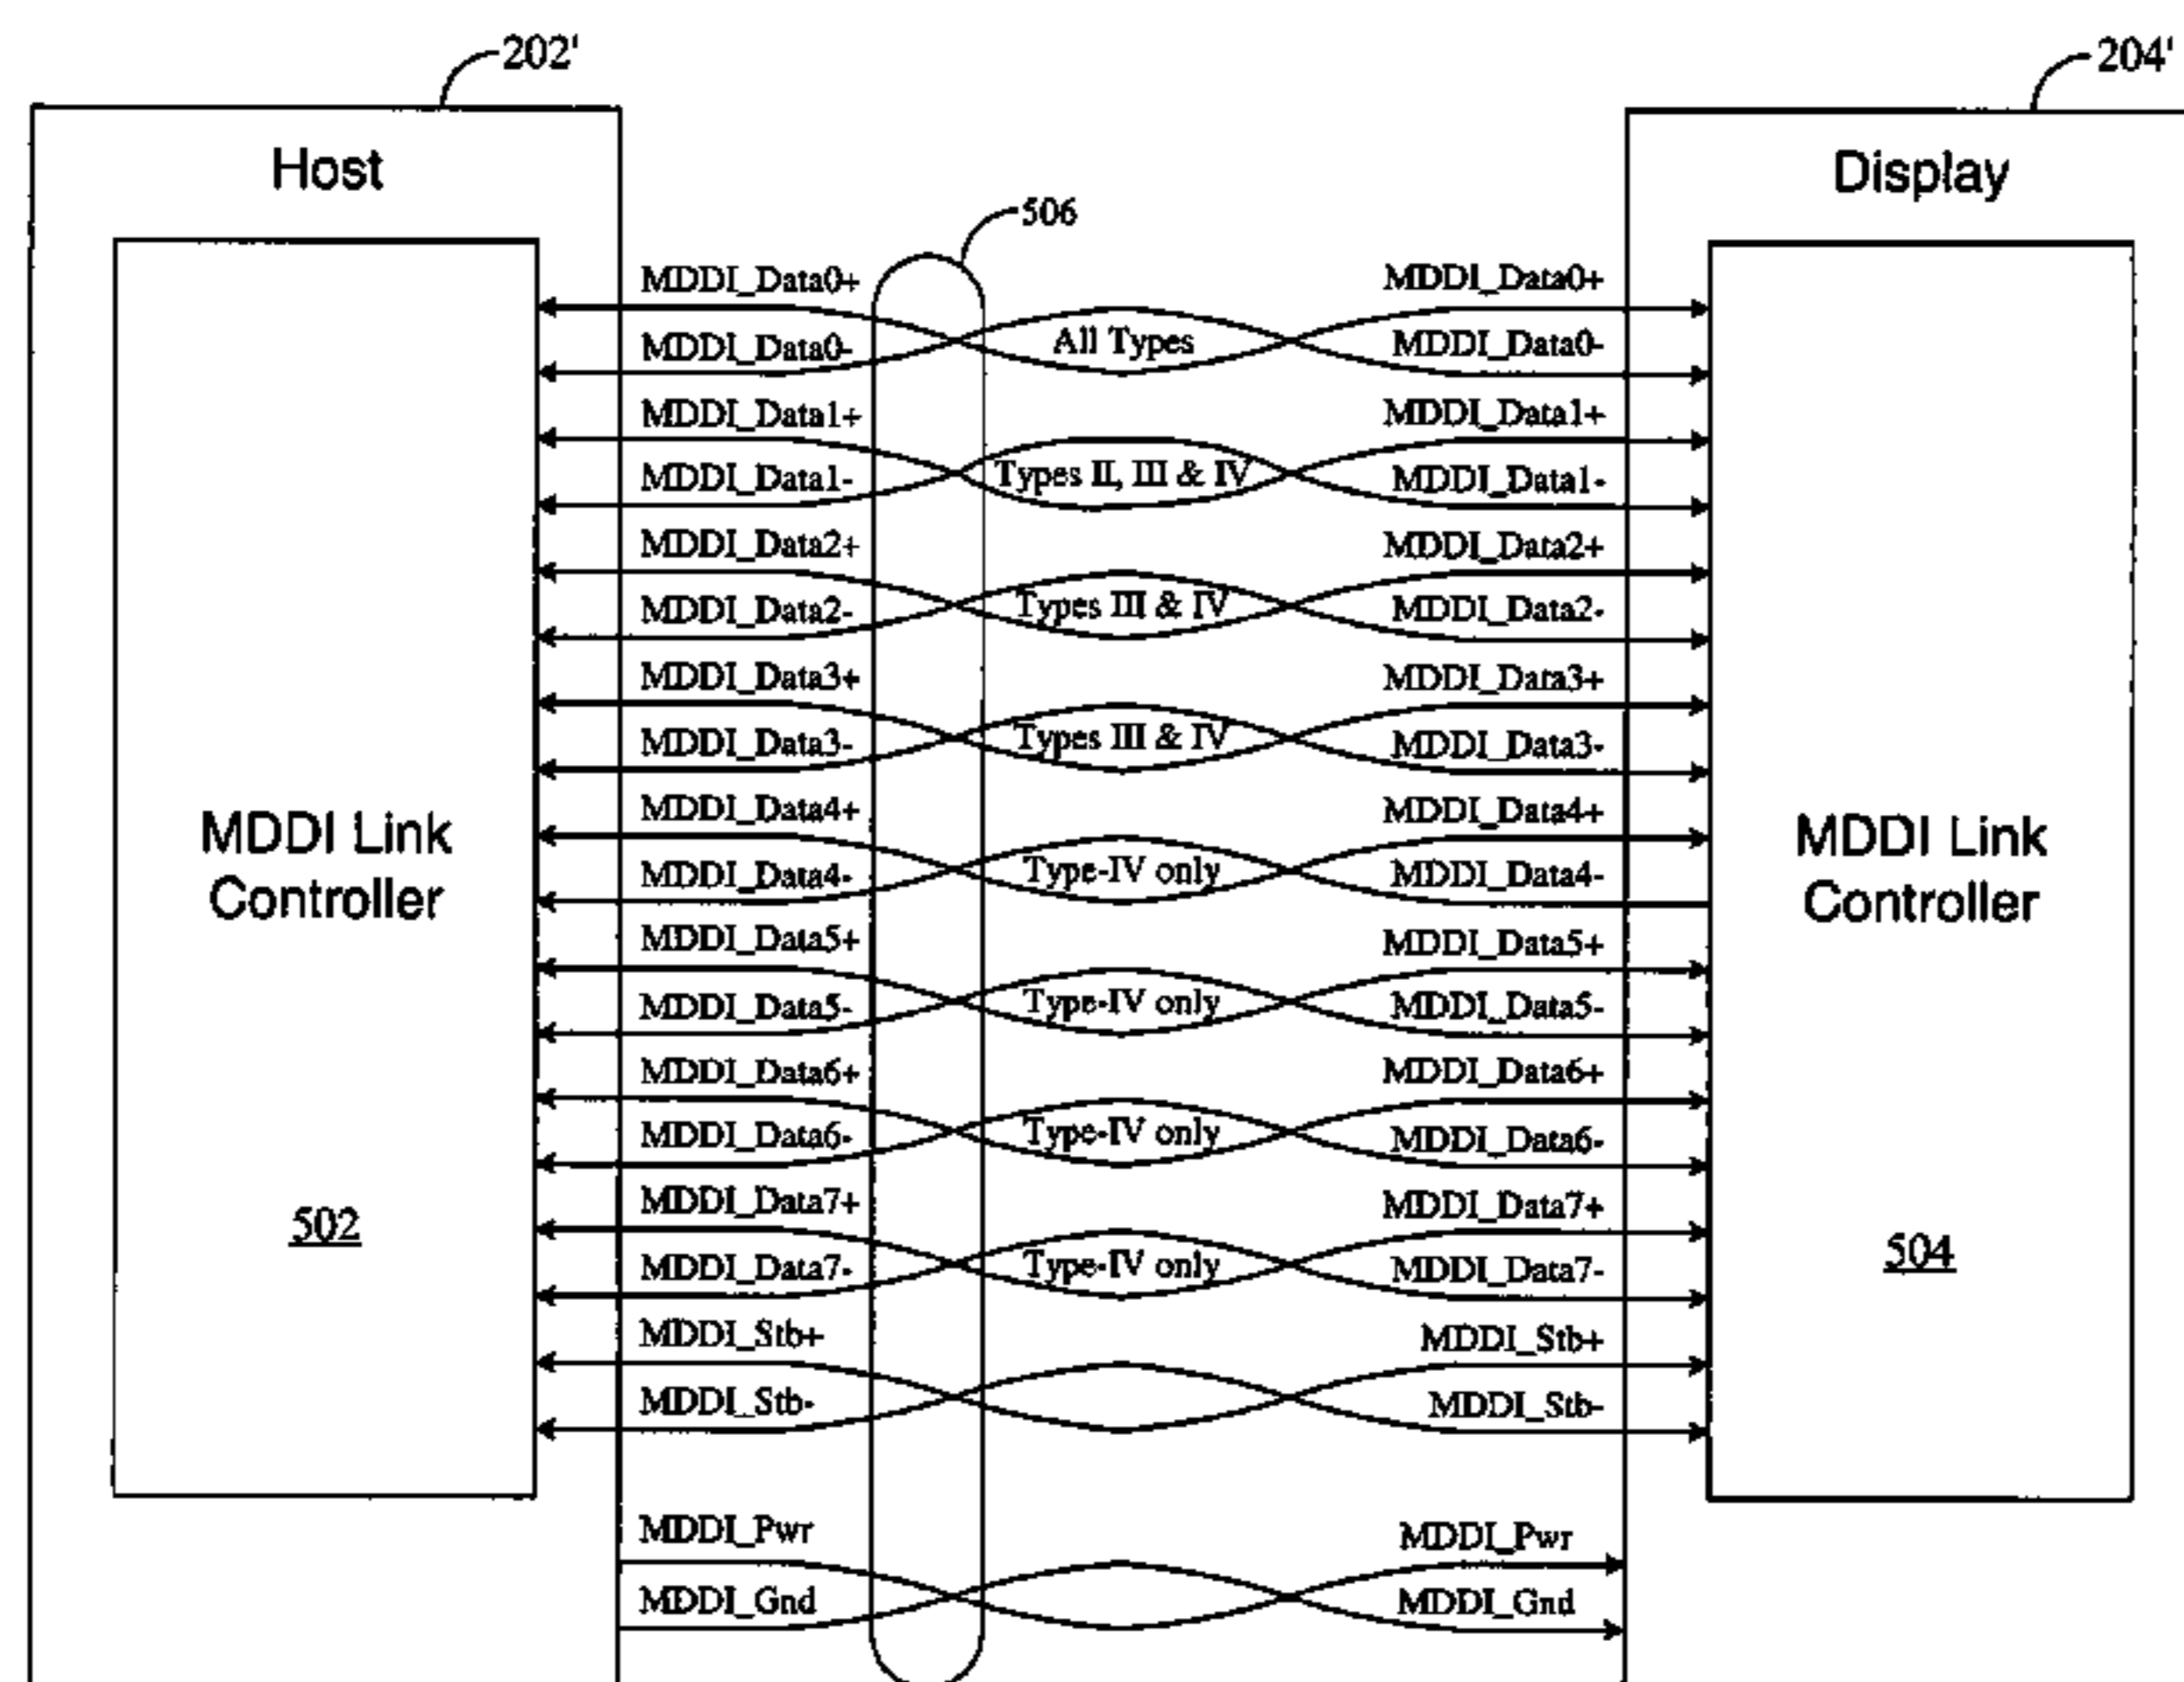 202'
204'
Host
Display
506
MDDI_Data0+
MDDI_Data0+
All Types
MDDI_Data0-
MDDI_Data0-
MDDI_Data1+
MDDI_Data1+
Types II, III & IV
MDDI_Data1-
MDDI_Data1-
MDDI_Data2+
MDDI_Data2+
Types III & IV
MDDI_Data2-
MDDI_Data2-
MDDI_Data3+
MDDI_Data3+
Types III & IV
MDDI_Data3-
MDDI_Data3-
MDDI Link
Controller
MDDI Link
Controller
MDDI_Data4+
MDDI_Data4+
Type-IV only
MDDI_Data4-
MDDI_Data4-
MDDI_Data5+
MDDI_Data5+
Type-IV only
MDDI_Data5-
MDDI_Data5-
MDDI_Data6+
MDDI_Data6+
Type-IV only
MDDI_Data6-
MDDI_Data6-
502
504
MDDI_Data7+
MDDI_Data7+
Type-IV only
MDDI_Data7-
MDDI_Data7-
MDDI_Stb+
MDDI_Stb+
MDDI_Stb-
MDDI_Stb-
MDDI_Pwr
MDDI_Pwr
MDDI_Gnd
MDDI_Gnd